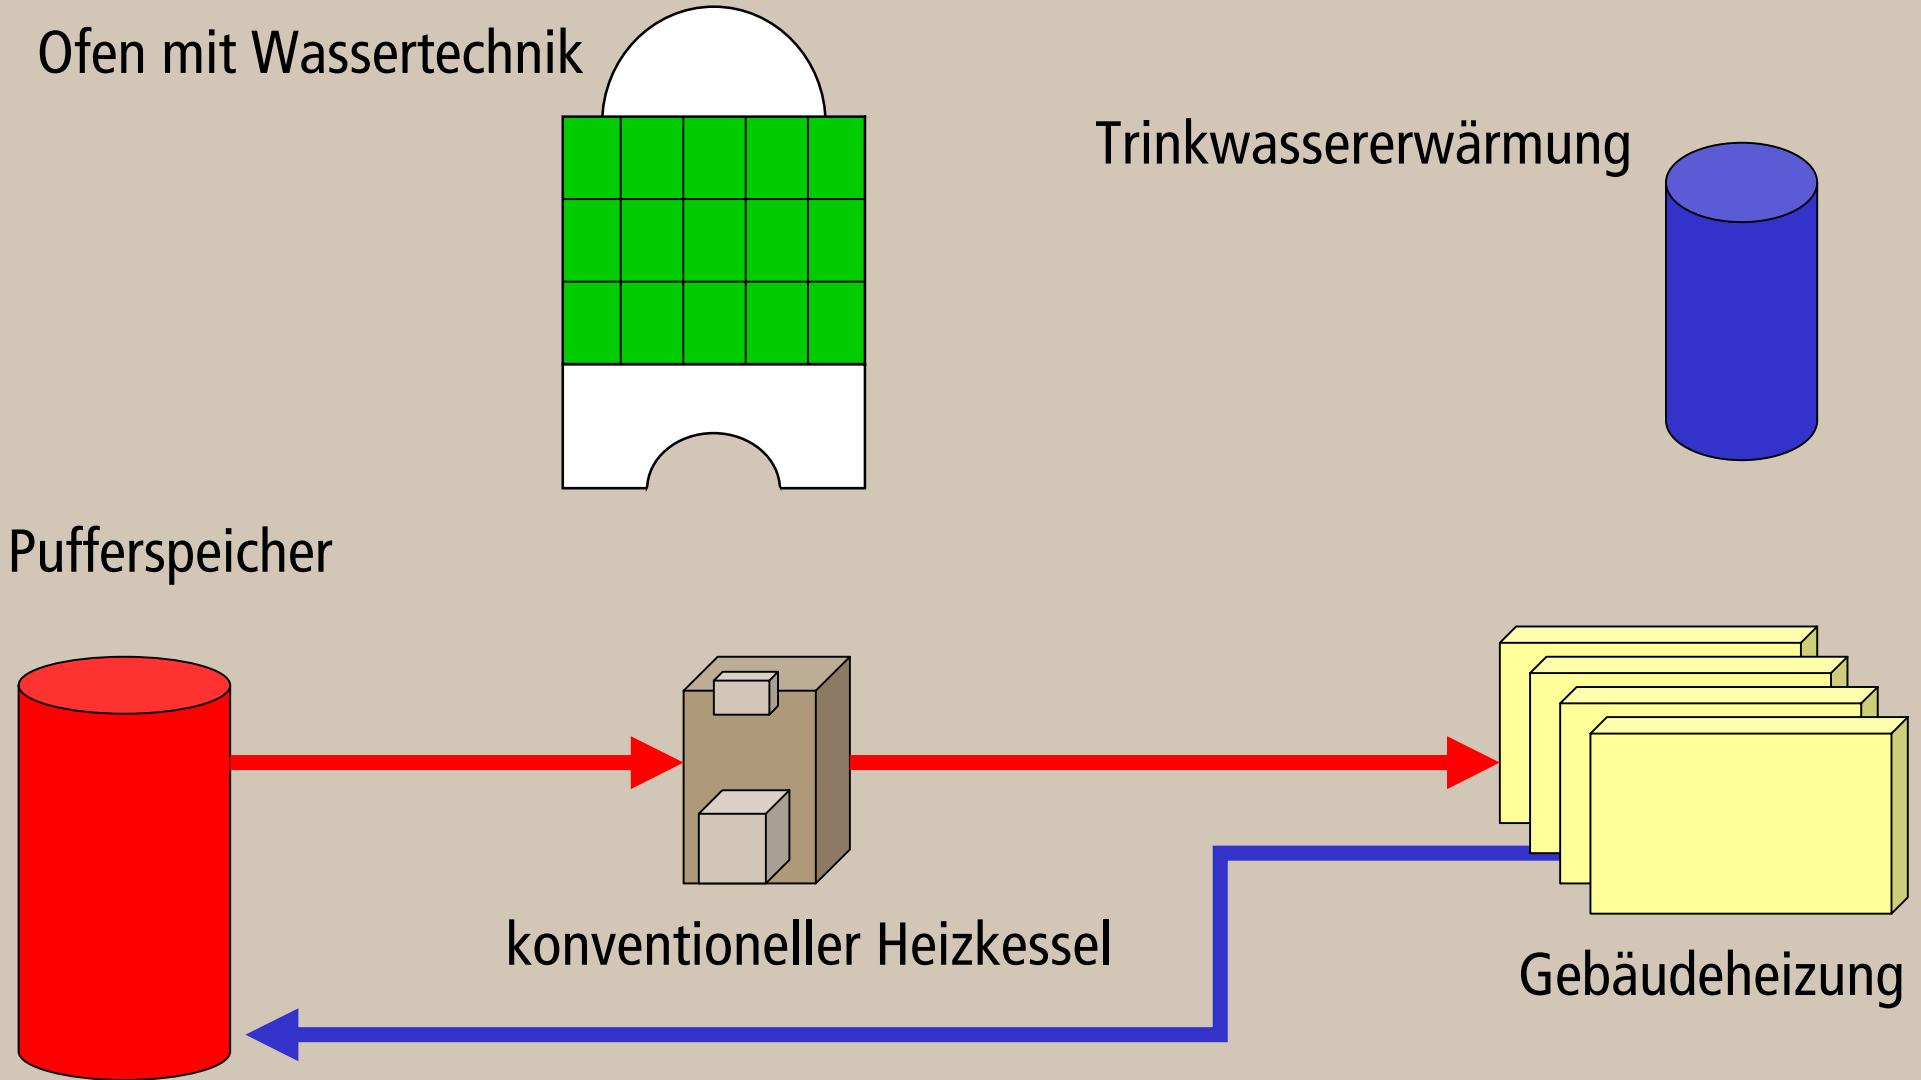 Ofen mit Wassertechnik
Trinkwassererwärmung
Pufferspeicher
konventioneller Heizkessel
Gebäudeheizung